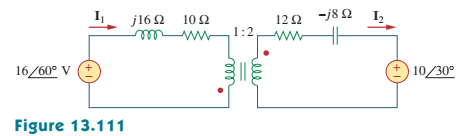 I₁ j16 Ω 10 Ω 12 Ω –j8 Ω I₂
1 : 2
16/60° V + – + – 10/30°
Figure 13.111